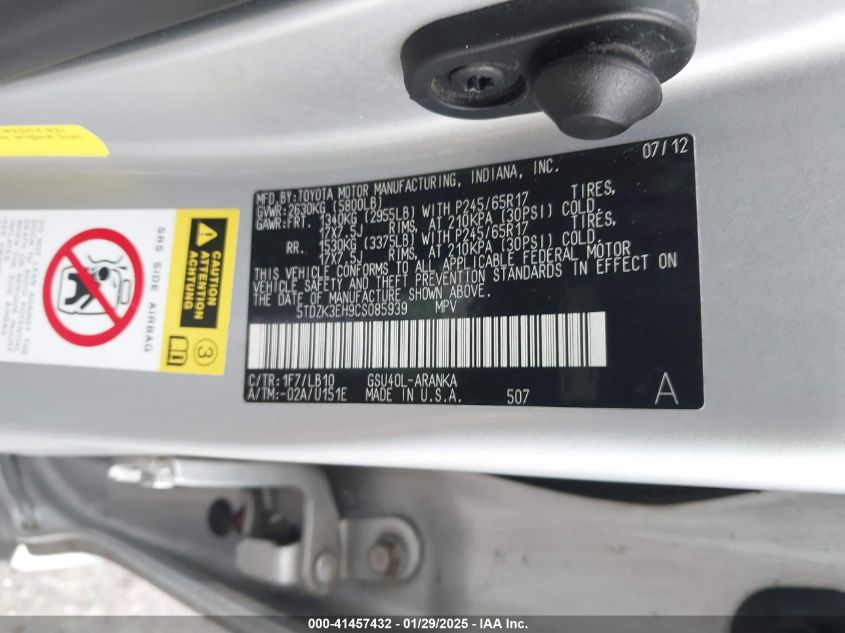 07/12
MFD.BY:TOYOTA MOTOR MANUFACTURING, INDIANA, INC.
GVWR:2630KG (5800LB)
GAWR:FRT. 1340KG (2955LB) WITH P245/65R17 TIRES,
17X7.5J RIMS, AT 210KPA (30PSI) COLD.
RR. 1530KG (3375LB) WITH P245/65R17 TIRES,
17X7.5J RIMS, AT 210KPA (30PSI) COLD.
THIS VEHICLE CONFORMS TO ALL APPLICABLE FEDERAL MOTOR
VEHICLE SAFETY AND THEFT PREVENTION STANDARDS IN EFFECT ON
THE DATE OF MANUFACTURE SHOWN ABOVE.
5TDZK3EH9CS085939 MPV
C/TR:1F7/LB10 GSU40L-ARANKA
A/TM:-02A/U151E MADE IN U.S.A. 507 A
CAUTION
ATTENTION
ACHTUNG
3
SRS SIDE AIRBAG
000-41457432 - 01/29/2025 - IAA Inc.